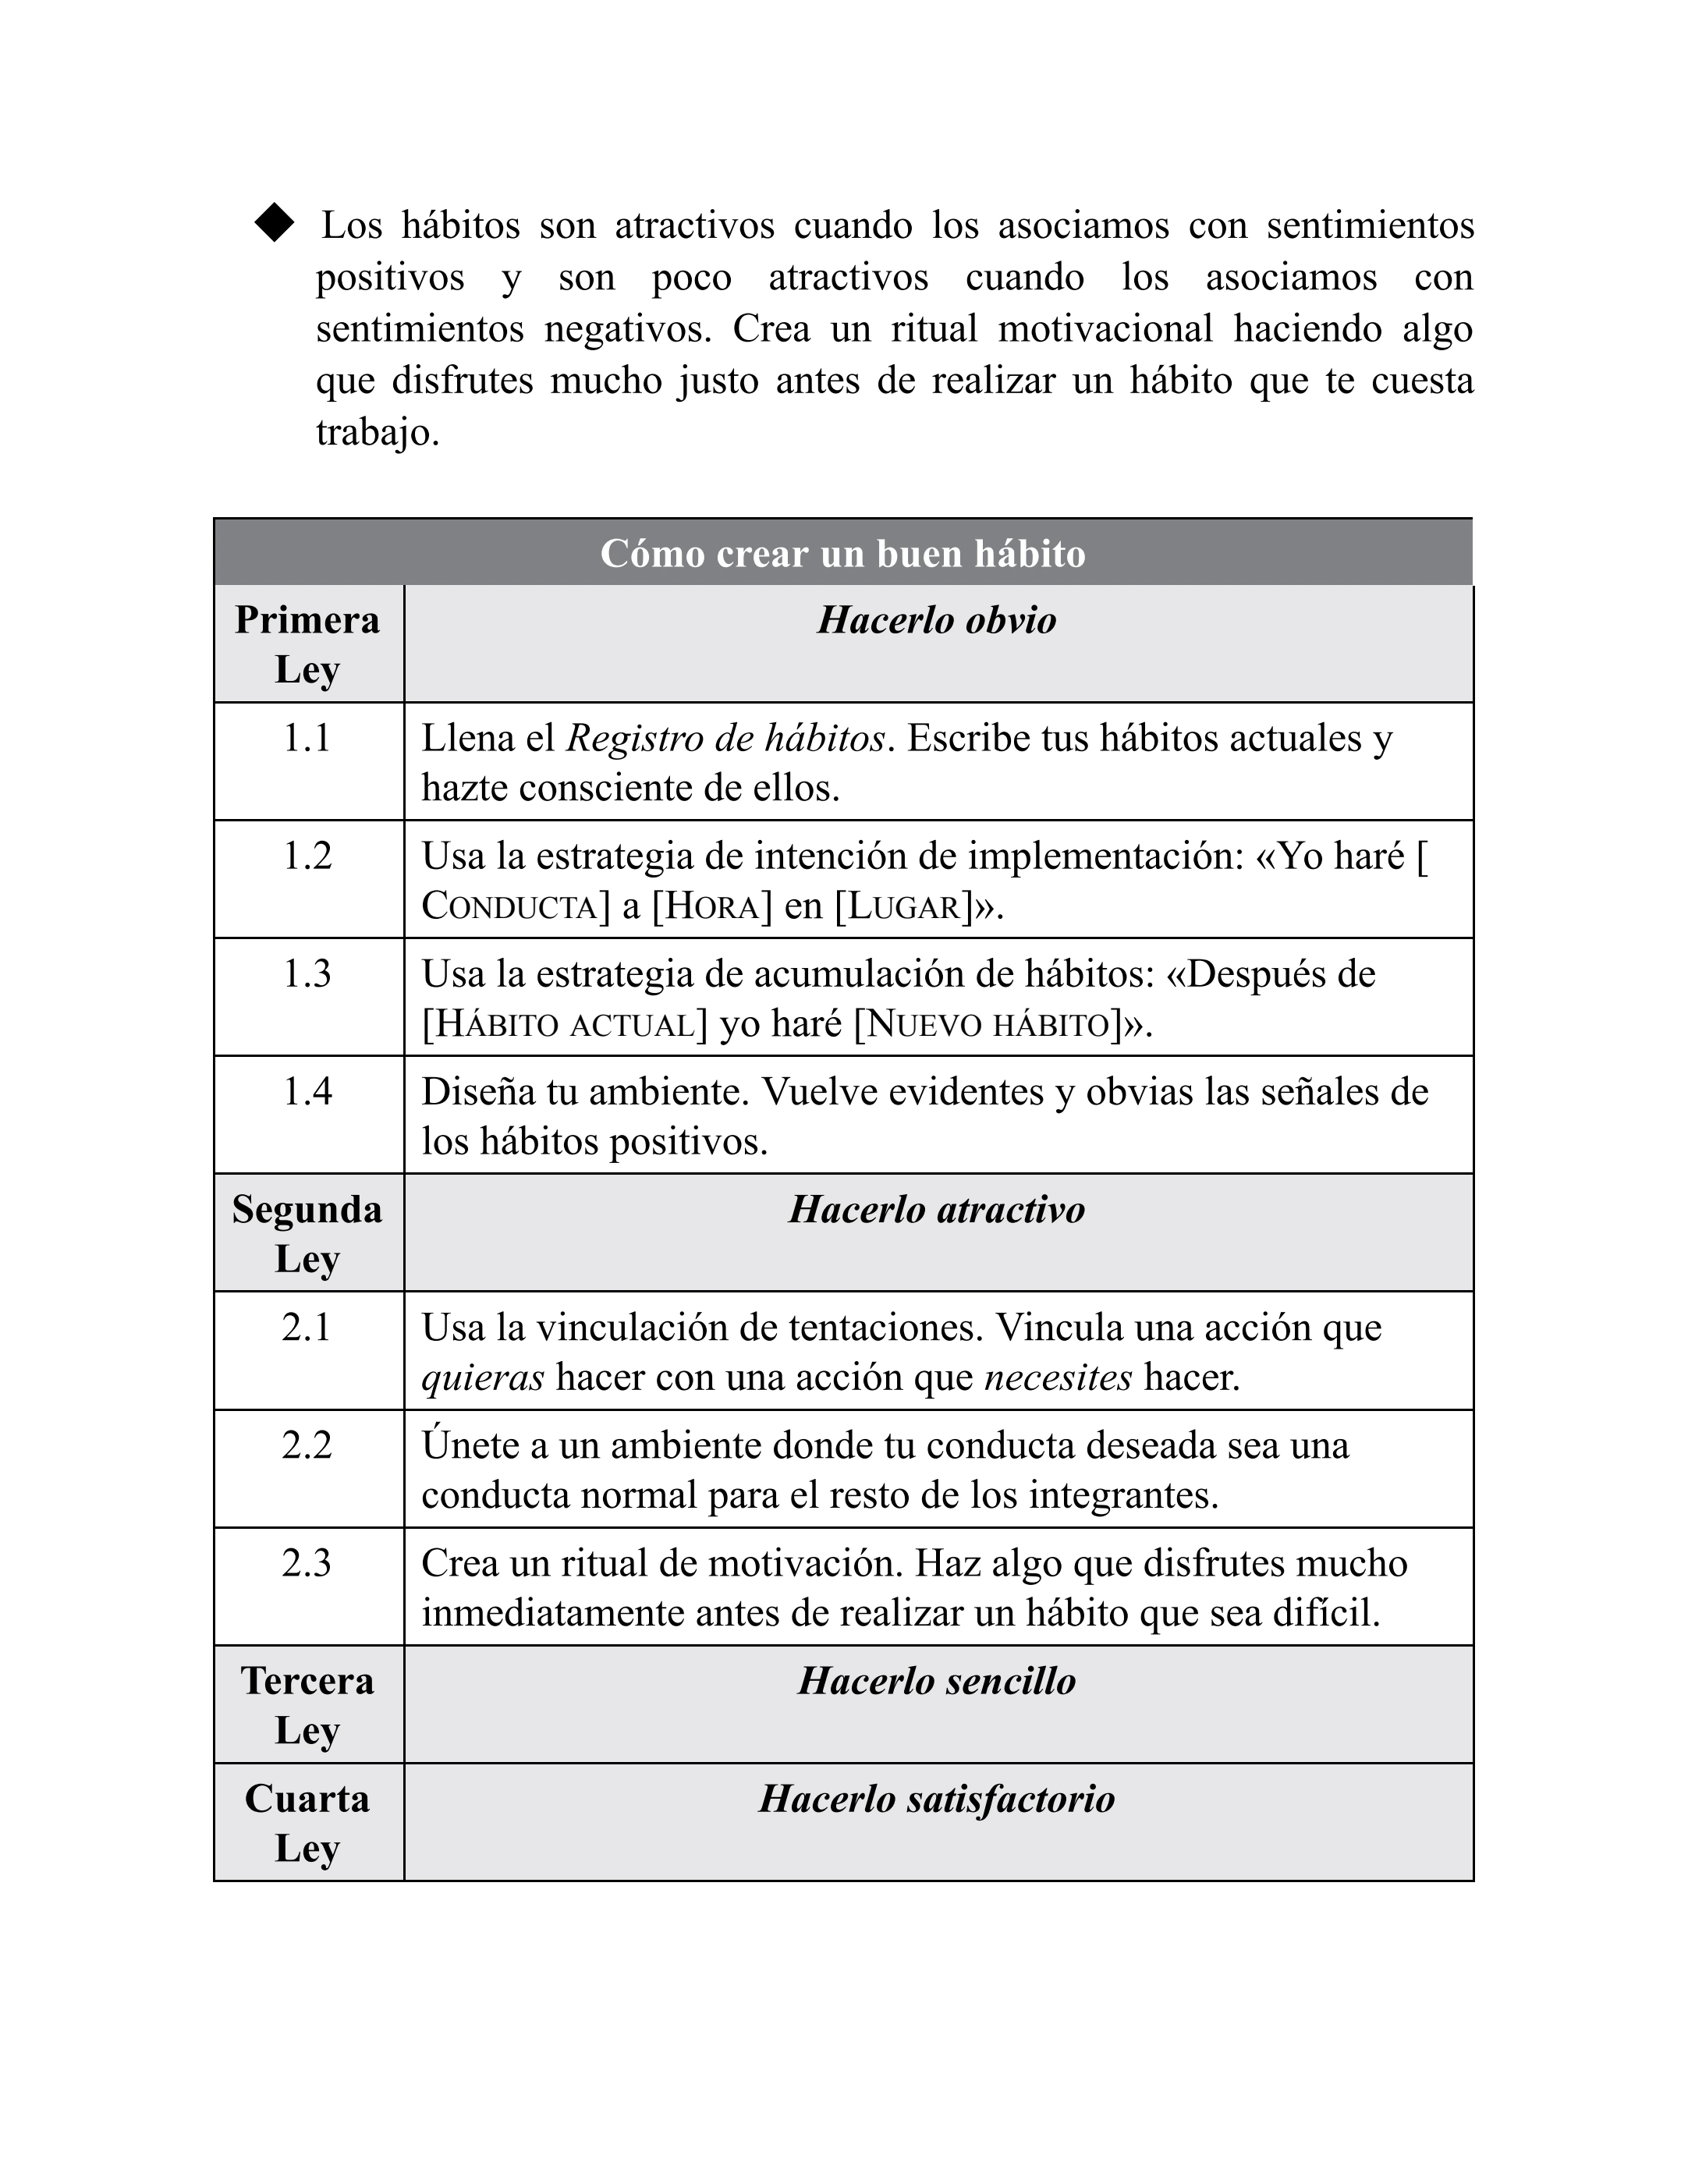 ◆ Los hábitos son atractivos cuando los asociamos con sentimientos
positivos y son poco atractivos cuando los asociamos con
sentimientos negativos. Crea un ritual motivacional haciendo algo
que disfrutes mucho justo antes de realizar un hábito que te cuesta
trabajo.
Cómo crear un buen hábito
Primera
Ley
Hacerlo obvio
1.1
Llena el Registro de hábitos. Escribe tus hábitos actuales y
hazte consciente de ellos.
1.2
Usa la estrategia de intención de implementación: «Yo haré [
CONDUCTA] a [HORA] en [LUGAR]».
1.3
Usa la estrategia de acumulación de hábitos: «Después de
[HÁBITO ACTUAL] yo haré [NUEVO HÁBITO]».
1.4
Diseña tu ambiente. Vuelve evidentes y obvias las señales de
los hábitos positivos.
Segunda
Ley
Hacerlo atractivo
2.1
Usa la vinculación de tentaciones. Vincula una acción que
quieras hacer con una acción que necesites hacer.
2.2
Únete a un ambiente donde tu conducta deseada sea una
conducta normal para el resto de los integrantes.
2.3
Crea un ritual de motivación. Haz algo que disfrutes mucho
inmediatamente antes de realizar un hábito que sea difícil.
Tercera
Ley
Hacerlo sencillo
Cuarta
Ley
Hacerlo satisfactorio